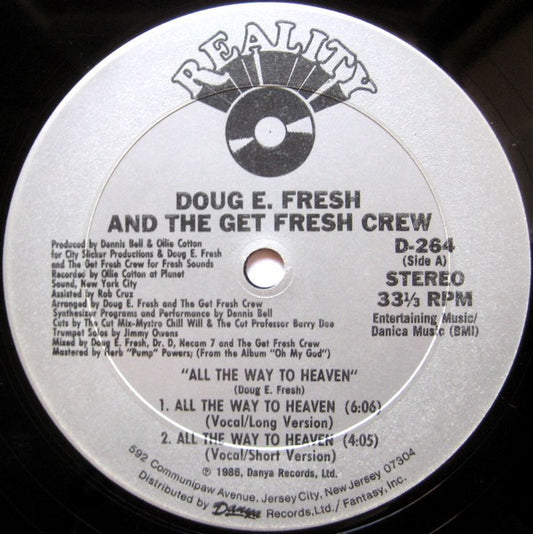 REALITY
DOUG E. FRESH
AND THE GET FRESH CREW
Produced by Dennis Bell & Ollie Cotton
for City Slicker Productions & Doug E. Fresh
and The Get Fresh Crew for Fresh Sounds
Recorded by Ollie Cotton at Planet
Sound, New York City
Assisted by Rob Cruz
Arranged by Doug E. Fresh and The Get Fresh Crew
Synthesizer Programs and Performance by Dennis Bell
Cuts by The Cut Mix-Mystro Chill Will & The Cut Professor Barry Dee
Trumpet Solos by Jimmy Owens
Mixed by Doug E. Fresh, Dr. D, Necam 7 and The Get Fresh Crew
Mastered by Herb "Pump" Powers; (From the Album "Oh My God")
D-264
(Side A)
STEREO
33⅓ RPM
Entertaining Music/
Danica Music (BMI)
"ALL THE WAY TO HEAVEN"
(Doug E. Fresh)
1. ALL THE WAY TO HEAVEN (6:06)
(Vocal/Long Version)
2. ALL THE WAY TO HEAVEN (4:05)
(Vocal/Short Version)
℗ 1986, Danya Records, Ltd.
592 Communipaw Avenue, Jersey City, New Jersey 07304
Distributed by Danya Records, Ltd./Fantasy, Inc.